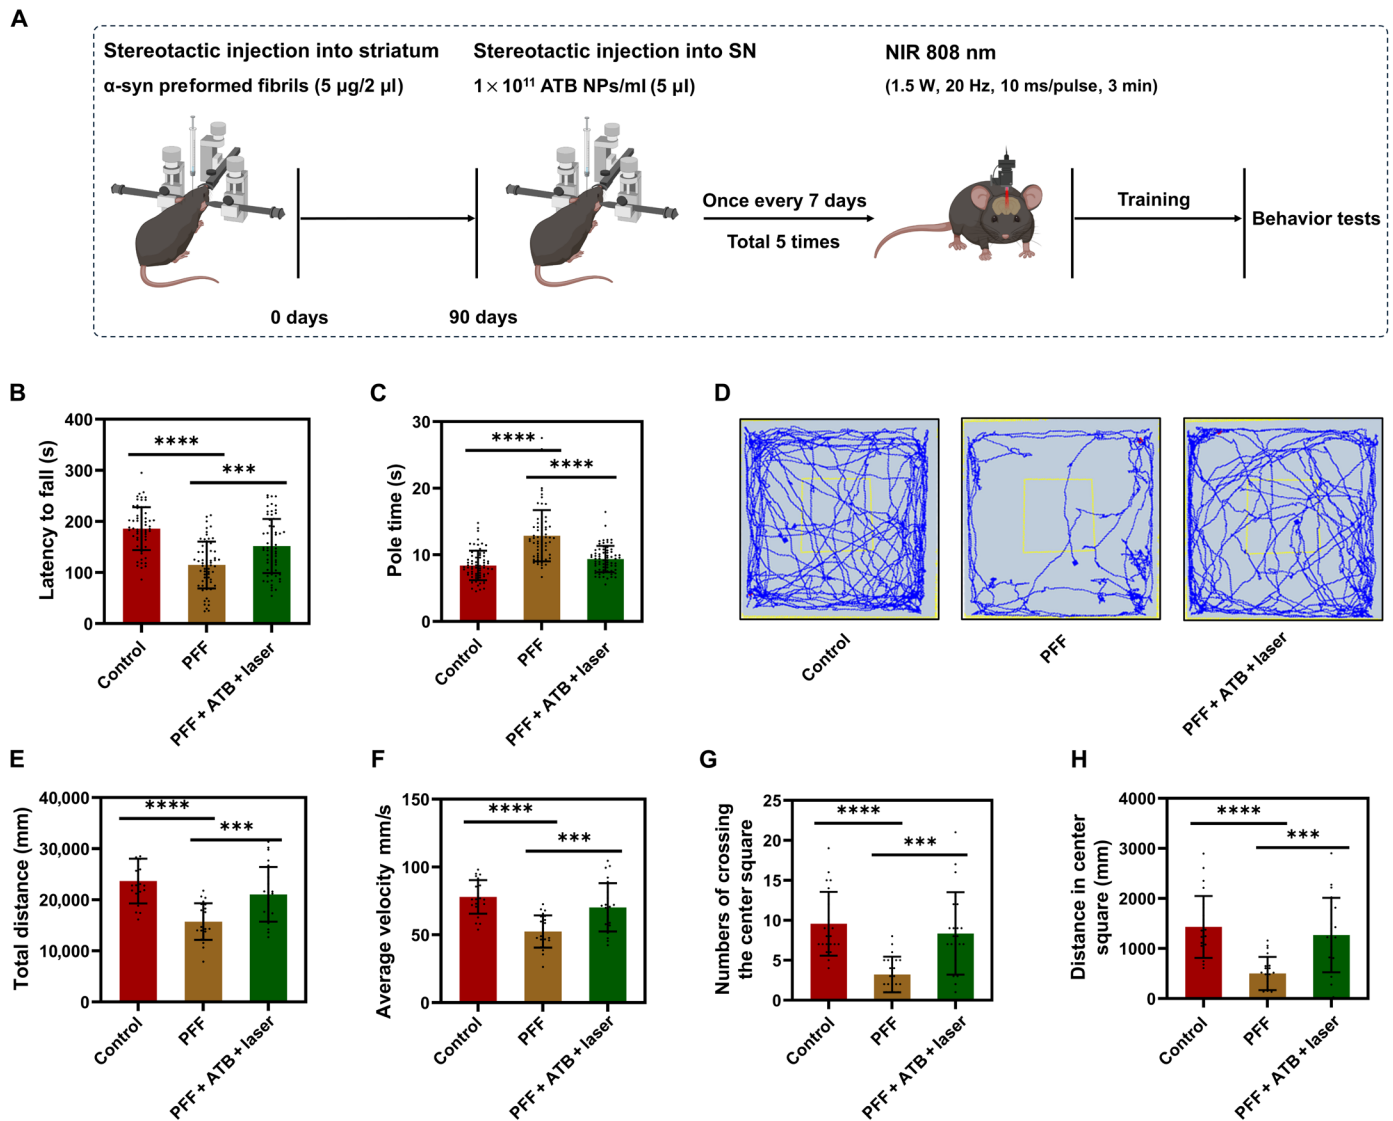 A
Stereotactic injection into striatum
α-syn preformed fibrils (5 µg/2 µl)
Stereotactic injection into SN
1 × 10¹¹ ATB NPs/ml (5 µl)
NIR 808 nm
(1.5 W, 20 Hz, 10 ms/pulse, 3 min)
Once every 7 days
Total 5 times
Training
Behavior tests
0 days
90 days
B
Latency to fall (s)
400
300
200
100
0
****
***
Control
PFF
PFF + ATB + laser
C
Pole time (s)
30
20
10
0
****
****
Control
PFF
PFF + ATB + laser
D
Control
PFF
PFF + ATB + laser
E
Total distance (mm)
40,000
30,000
20,000
10,000
0
****
***
Control
PFF
PFF + ATB + laser
F
Average velocity mm/s
150
100
50
0
****
***
Control
PFF
PFF + ATB + laser
G
Numbers of crossing
the center square
25
20
15
10
5
0
****
***
Control
PFF
PFF + ATB + laser
H
Distance in center
square (mm)
4000
3000
2000
1000
0
****
***
Control
PFF
PFF + ATB + laser